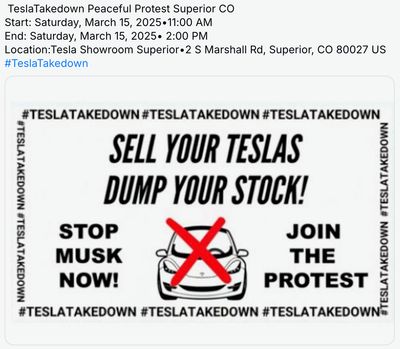 TeslaTakedown Peaceful Protest Superior CO
Start: Saturday, March 15, 2025•11:00 AM
End: Saturday, March 15, 2025• 2:00 PM
Location:Tesla Showroom Superior•2 S Marshall Rd, Superior, CO 80027 US
#TeslaTakedown
#TESLATAKEDOWN #TESLATAKEDOWN #TESLATAKEDOWN
#TESLATAKEDOWN #TESLATAKEDOWN
SELL YOUR TESLAS
DUMP YOUR STOCK!
STOP
MUSK
NOW!
JOIN
THE
PROTEST
#TESLATAKEDOWN #TESLATAKEDOWN
#TESLATAKEDOWN #TESLATAKEDOWN #TESLATAKEDOWN